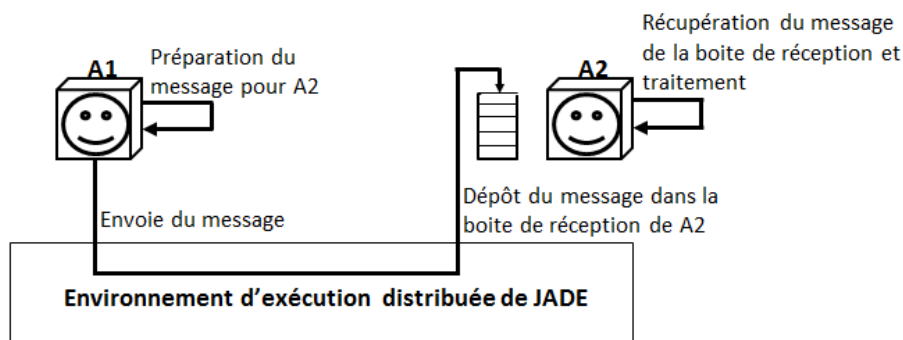 A1
Préparation du
message pour A2
Envoie du message
A2
Récupération du message
de la boite de réception et
traitement
Dépôt du message dans la
boite de réception de A2
Environnement d'exécution distribuée de JADE